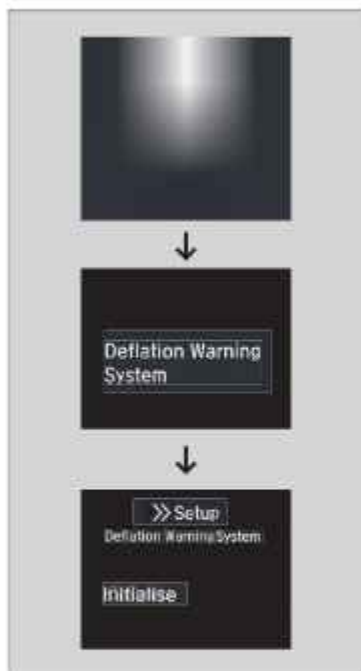 Deflation Warning
System
>> Setup
Deflation Warning System
Initialise